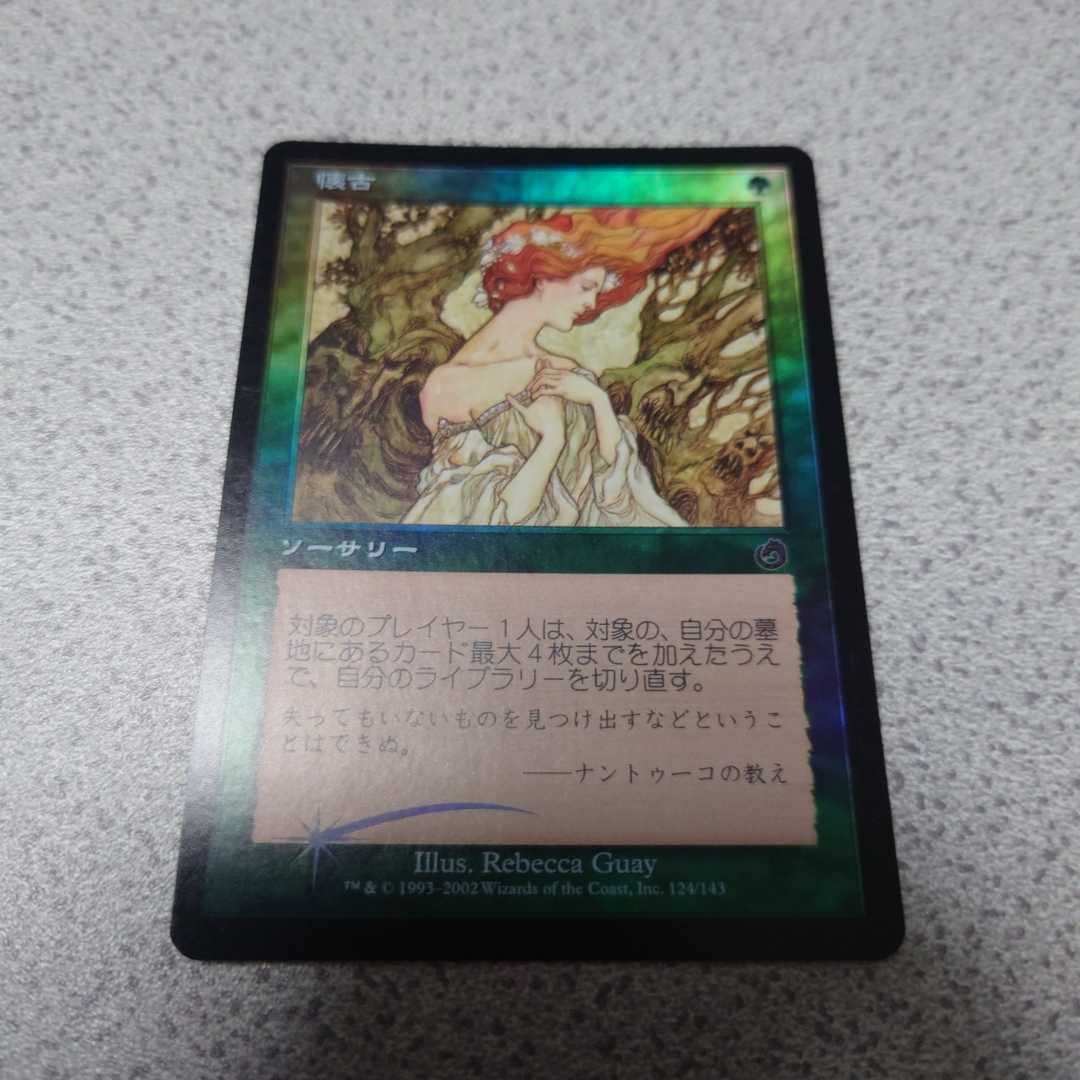 懐古
ソーサリー
対象のプレイヤー１人は、対象の、自分の墓
地にあるカード最大４枚までを加えたうえ
で、自分のライブラリーを切り直す。
失ってもいないものを見つけ出すなどというこ
とはできぬ。
――ナントゥーコの教え
Illus. Rebecca Guay
™ & © 1993–2002 Wizards of the Coast, Inc. 124/143